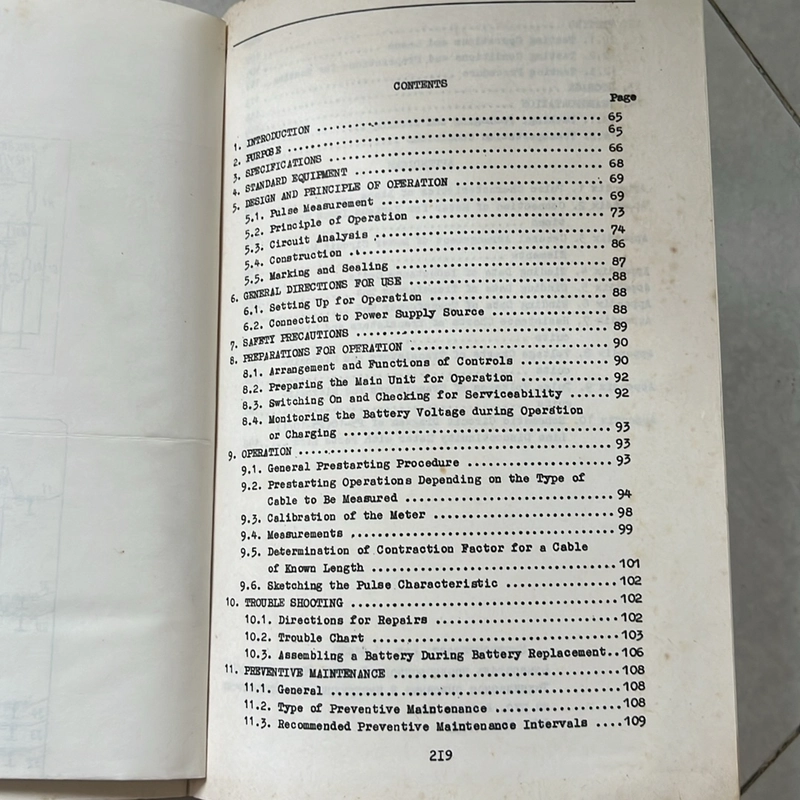 CONTENTS
Page
1. INTRODUCTION ........ 65
2. PURPOSE ........ 65
3. SPECIFICATIONS ........ 66
4. STANDARD EQUIPMENT ........ 68
5. DESIGN AND PRINCIPLE OF OPERATION ........ 69
5.1. Pulse Measurement ........ 69
5.2. Principle of Operation ........ 73
5.3. Circuit Analysis ........ 74
5.4. Construction ........ 86
5.5. Marking and Sealing ........ 87
6. GENERAL DIRECTIONS FOR USE ........ 88
6.1. Setting Up for Operation ........ 88
6.2. Connection to Power Supply Source ........ 88
7. SAFETY PRECAUTIONS ........ 89
8. PREPARATIONS FOR OPERATION ........ 90
8.1. Arrangement and Functions of Controls ........ 90
8.2. Preparing the Main Unit for Operation ........ 92
8.3. Switching On and Checking for Serviceability ...... 92
8.4. Monitoring the Battery Voltage during Operation
or Charging ........ 93
9. OPERATION ........ 93
9.1. General Prestarting Procedure ........ 93
9.2. Prestarting Operations Depending on the Type of
Cable to Be Measured ........ 94
9.3. Calibration of the Meter ........ 98
9.4. Measurements ........ 99
9.5. Determination of Contraction Factor for a Cable
of Known Length ........ 101
9.6. Sketching the Pulse Characteristic ........ 102
10. TROUBLE SHOOTING ........ 102
10.1. Directions for Repairs ........ 102
10.2. Trouble Chart ........ 103
10.3. Assembling a Battery During Battery Replacement..106
11. PREVENTIVE MAINTENANCE ........ 108
11.1. General ........ 108
11.2. Type of Preventive Maintenance ........ 108
11.3. Recommended Preventive Maintenance Intervals ....109
219